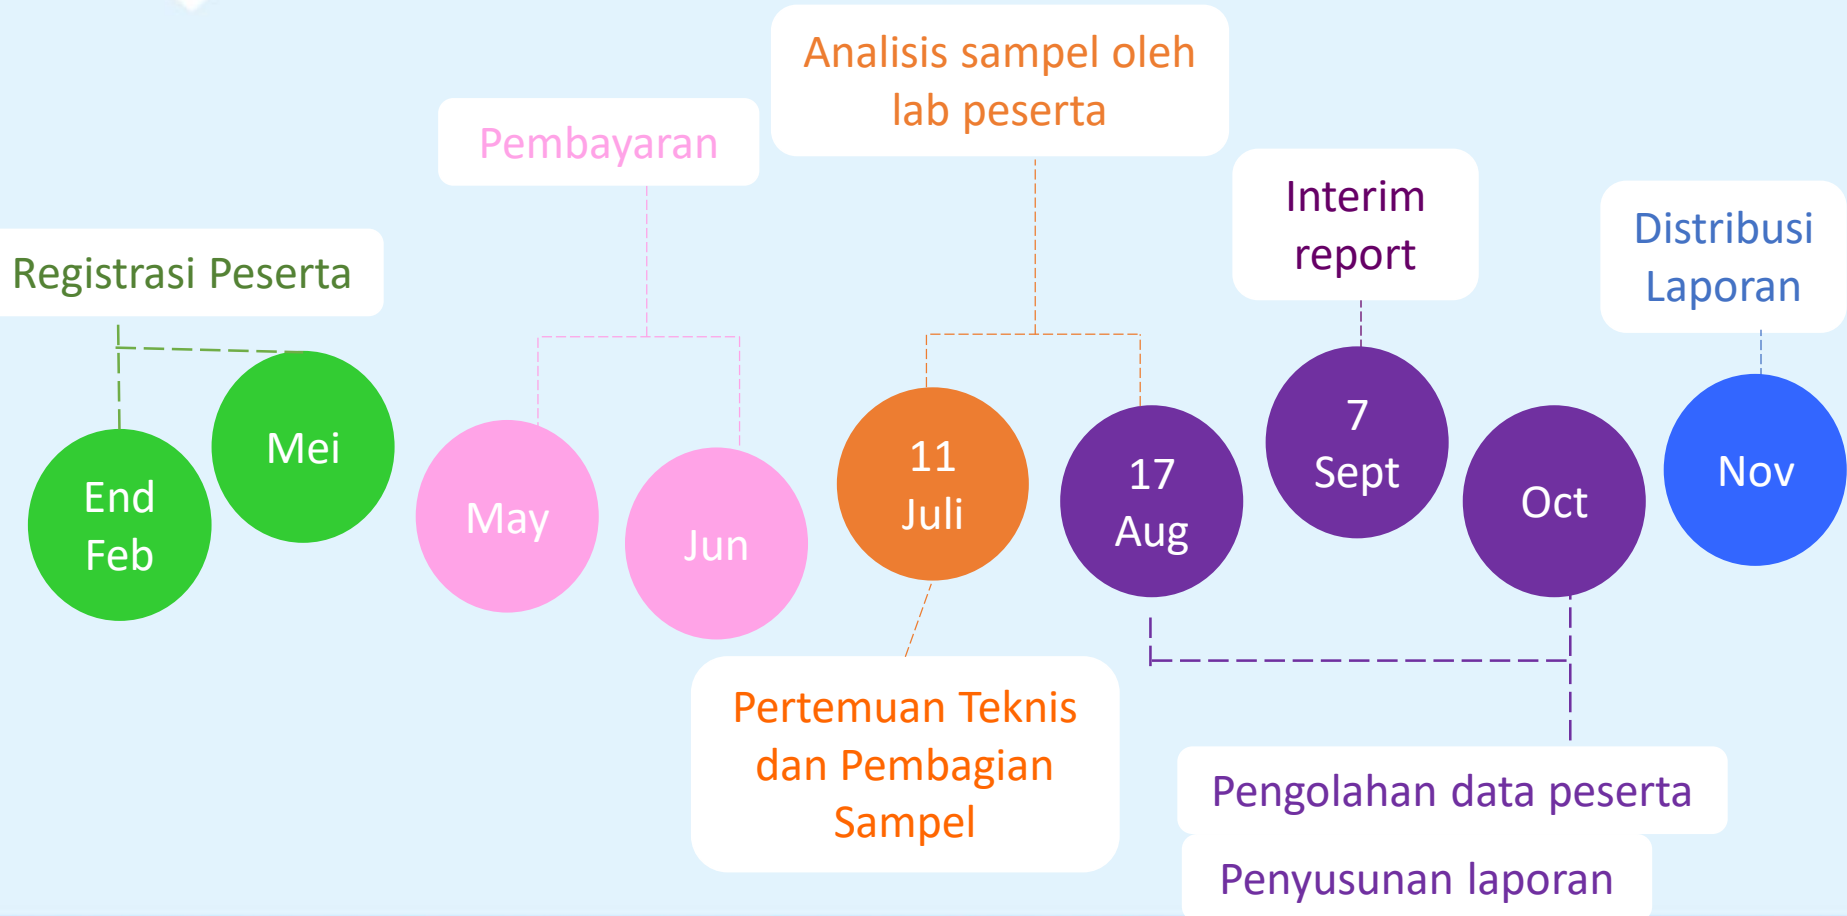 Analisis sampel oleh
lab peserta
Pembayaran
Interim
report
Distribusi
Laporan
Registrasi Peserta
End
Feb
Mei
May
Jun
11
Juli
17
Aug
7
Sept
Oct
Nov
Pertemuan Teknis
dan Pembagian
Sampel
Pengolahan data peserta
Penyusunan laporan